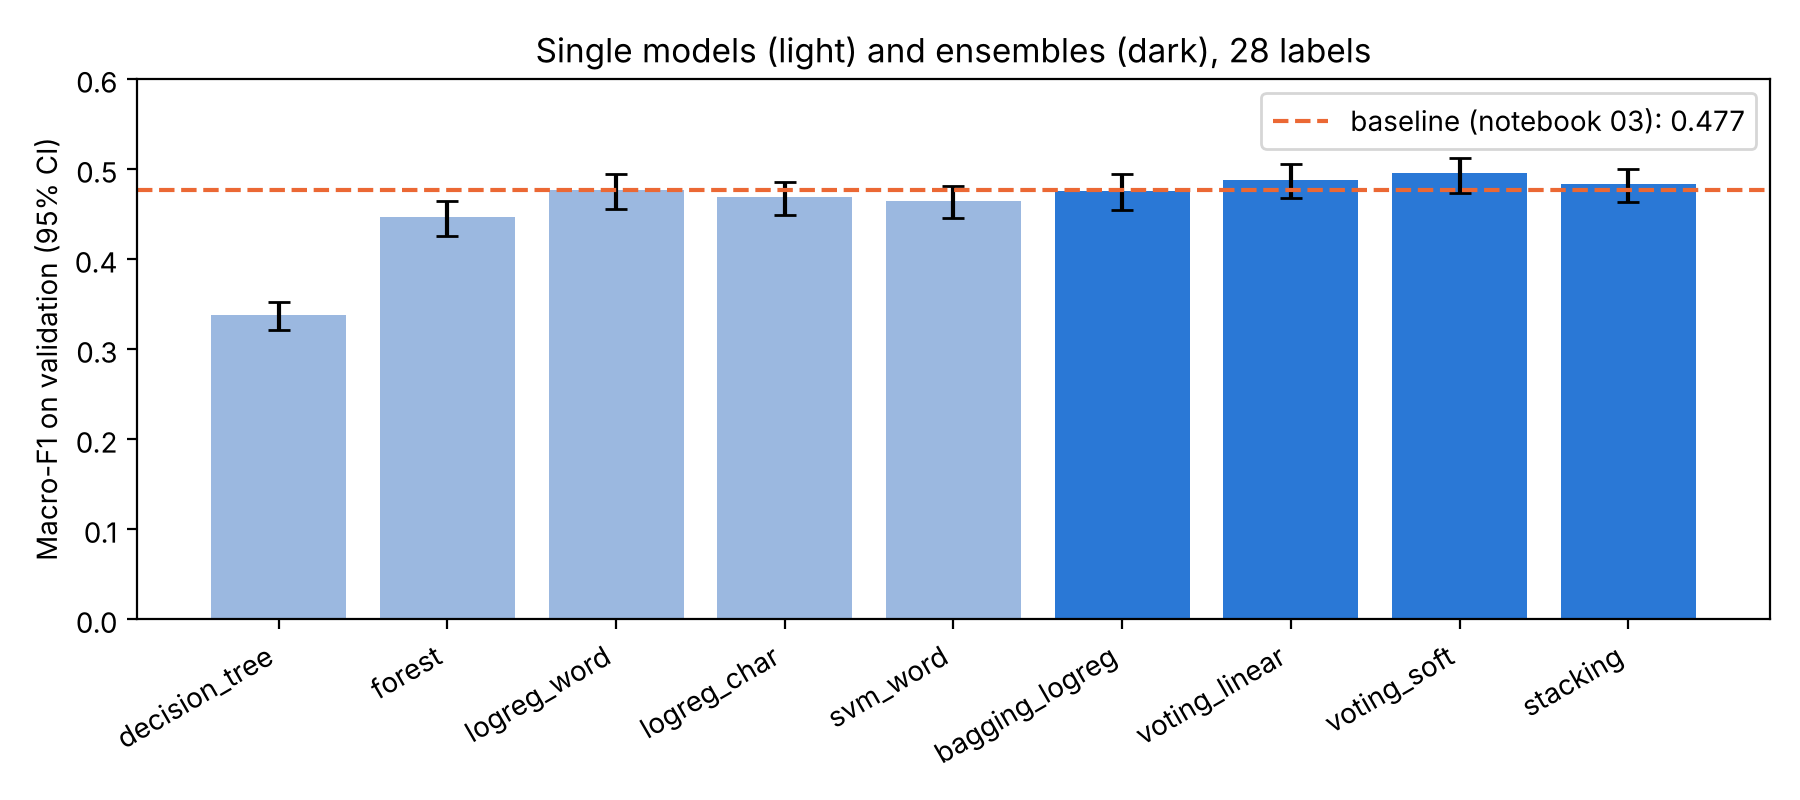 Single models (light) and ensembles (dark), 28 labels
baseline (notebook 03): 0.477
Macro-F1 on validation (95% CI)
0.6
0.5
0.4
0.3
0.2
0.1
0.0
decision_tree
forest
logreg_word
logreg_char
svm_word
bagging_logreg
voting_linear
voting_soft
stacking